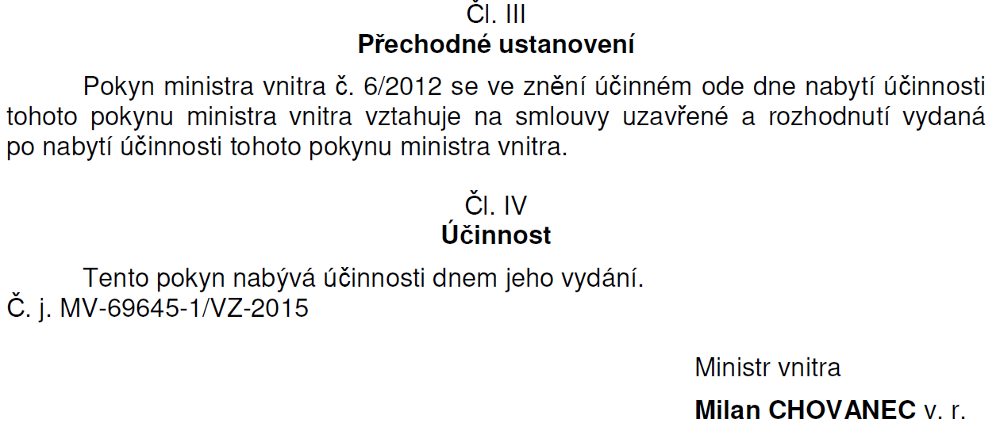 Čl. III
Přechodné ustanovení
Pokyn ministra vnitra č. 6/2012 se ve znění účinném ode dne nabytí účinnosti
tohoto pokynu ministra vnitra vztahuje na smlouvy uzavřené a rozhodnutí vydaná
po nabytí účinnosti tohoto pokynu ministra vnitra.
Čl. IV
Účinnost
Tento pokyn nabývá účinnosti dnem jeho vydání.
Č. j. MV-69645-1/VZ-2015
Ministr vnitra
Milan CHOVANEC v. r.